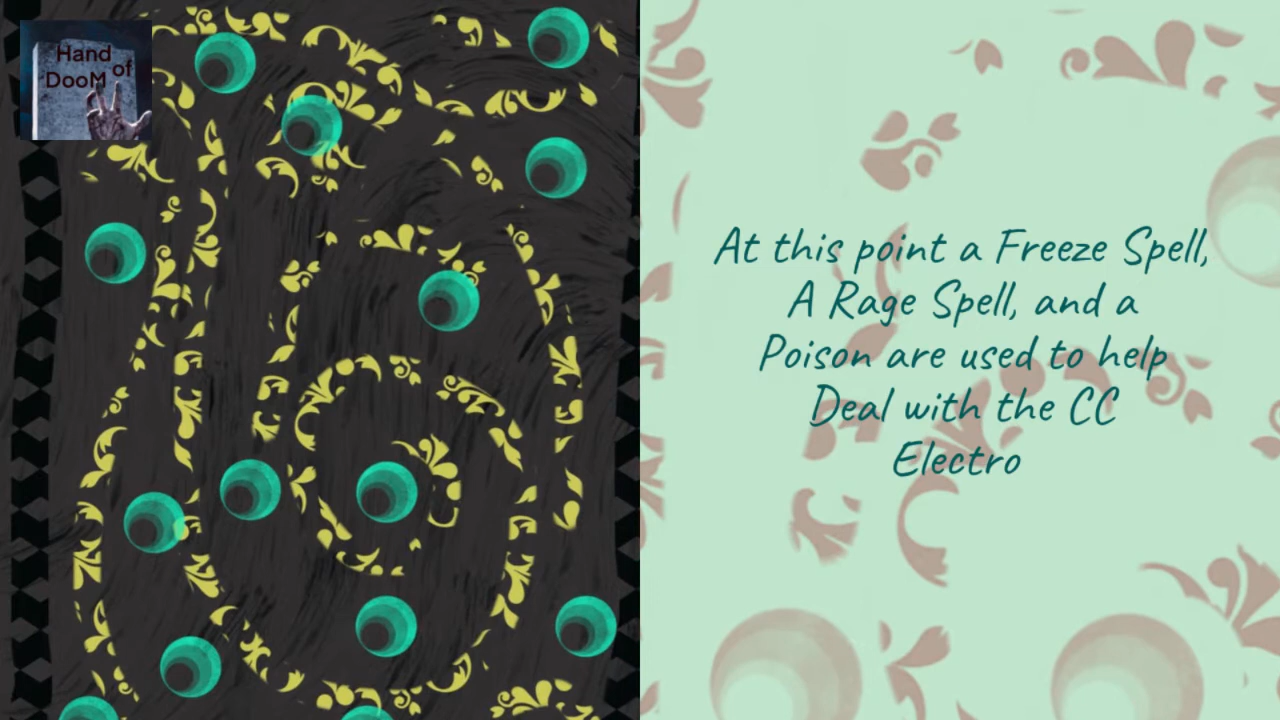 Hand
of
DooM
At this point a Freeze Spell,
A Rage Spell, and a
Poison are used to help
Deal with the CC
Electro